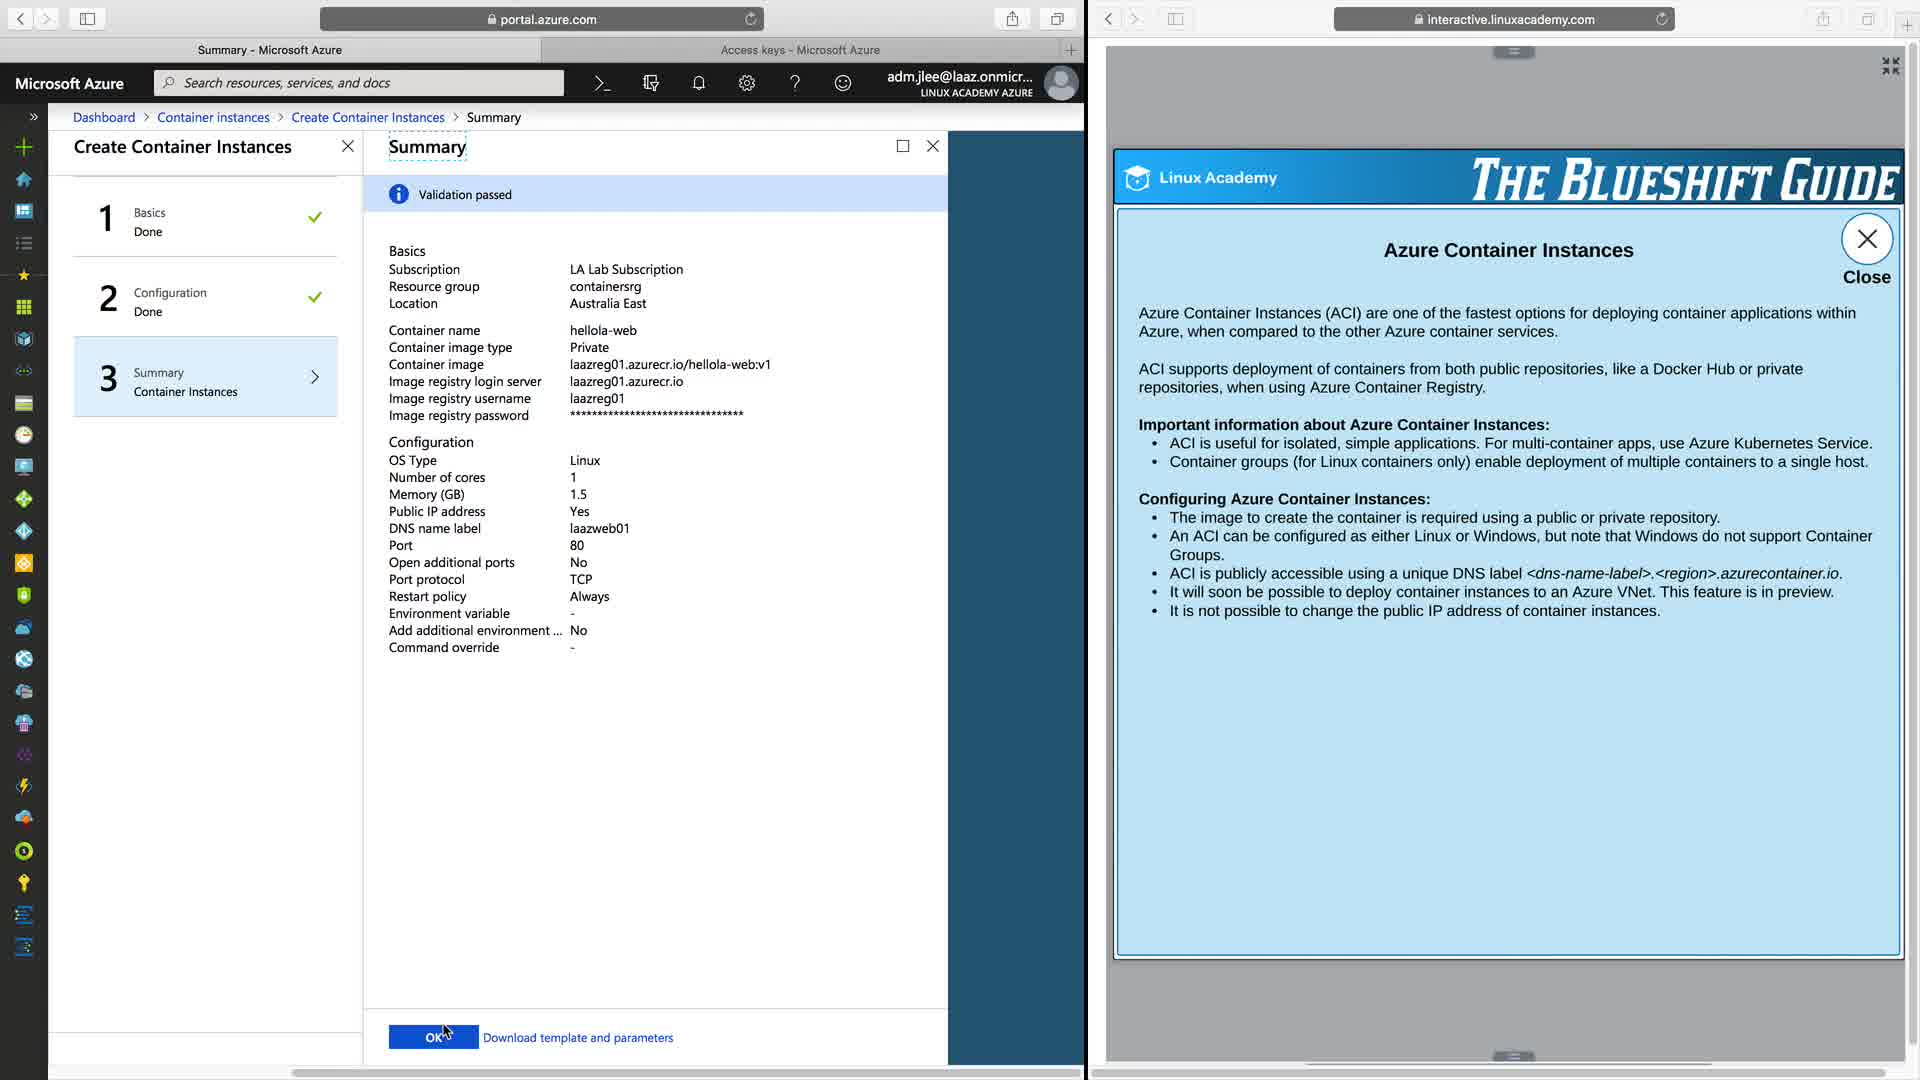 portal.azure.com
Summary - Microsoft Azure
Access keys - Microsoft Azure
Microsoft Azure
Search resources, services, and docs
adm.jlee@laaz.onmicr...
LINUX ACADEMY AZURE
Dashboard > Container instances > Create Container Instances > Summary
Create Container Instances
1
Basics
Done
2
Configuration
Done
3
Summary
Container Instances
Summary
Validation passed
Basics
Subscription LA Lab Subscription
Resource group containersrg
Location Australia East
Container name hellola-web
Container image type Private
Container image laazreg01.azurecr.io/hellola-web:v1
Image registry login server laazreg01.azurecr.io
Image registry username laazreg01
Image registry password ********************************
Configuration
OS Type Linux
Number of cores 1
Memory (GB) 1.5
Public IP address Yes
DNS name label laazweb01
Port 80
Open additional ports No
Port protocol TCP
Restart policy Always
Environment variable -
Add additional environment ... No
Command override -
OK
Download template and parameters
interactive.linuxacademy.com
Linux Academy
THE BLUESHIFT GUIDE
Azure Container Instances
Close
Azure Container Instances (ACI) are one of the fastest options for deploying container applications within
Azure, when compared to the other Azure container services.
ACI supports deployment of containers from both public repositories, like a Docker Hub or private
repositories, when using Azure Container Registry.
Important information about Azure Container Instances:
• ACI is useful for isolated, simple applications. For multi-container apps, use Azure Kubernetes Service.
• Container groups (for Linux containers only) enable deployment of multiple containers to a single host.
Configuring Azure Container Instances:
• The image to create the container is required using a public or private repository.
• An ACI can be configured as either Linux or Windows, but note that Windows do not support Container
Groups.
• ACI is publicly accessible using a unique DNS label <dns-name-label>.<region>.azurecontainer.io.
• It will soon be possible to deploy container instances to an Azure VNet. This feature is in preview.
• It is not possible to change the public IP address of container instances.